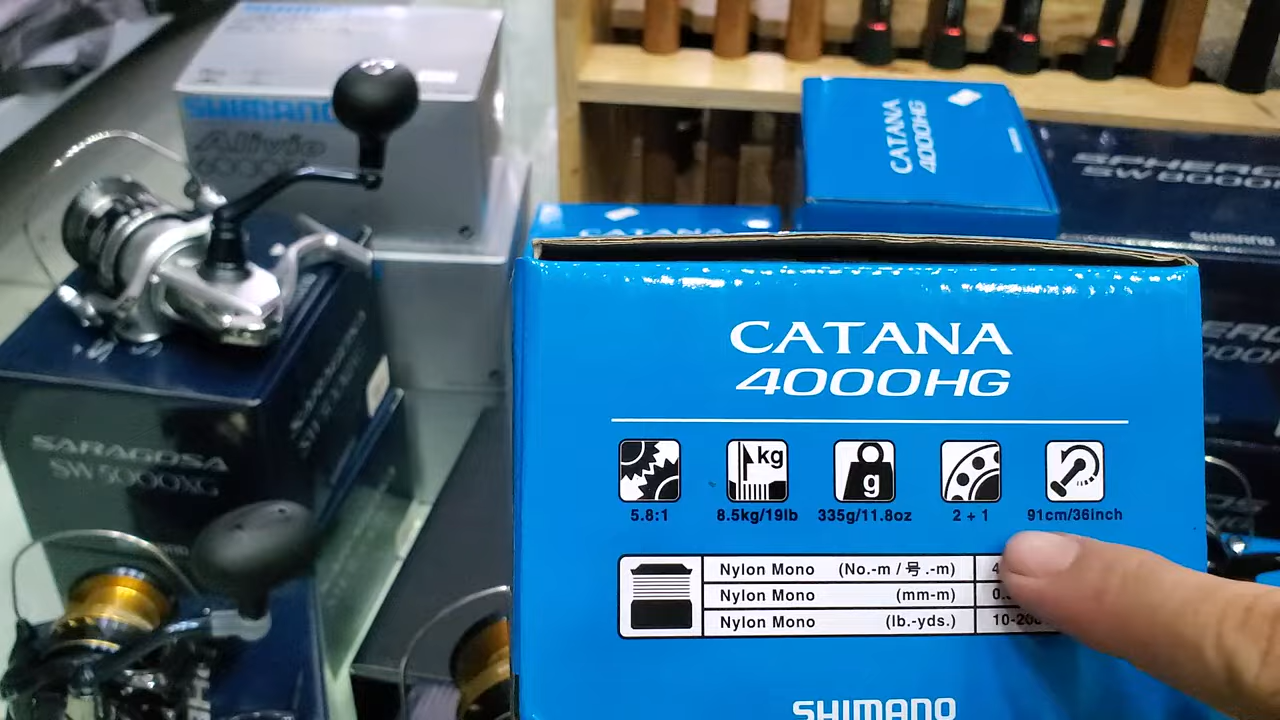 SHIMANO
Alivio
CATANA
4000HG
SPHEROS
SW 8000
SHIMANO
CATANA
SARAGOSA
SW 5000XG
CATANA
4000HG
kg
g
5.8:1
8.5kg/19lb
335g/11.8oz
2 + 1
91cm/36inch
Nylon Mono (No.-m / 号.-m)
Nylon Mono (mm-m)
Nylon Mono (lb.-yds.)
SHIMANO